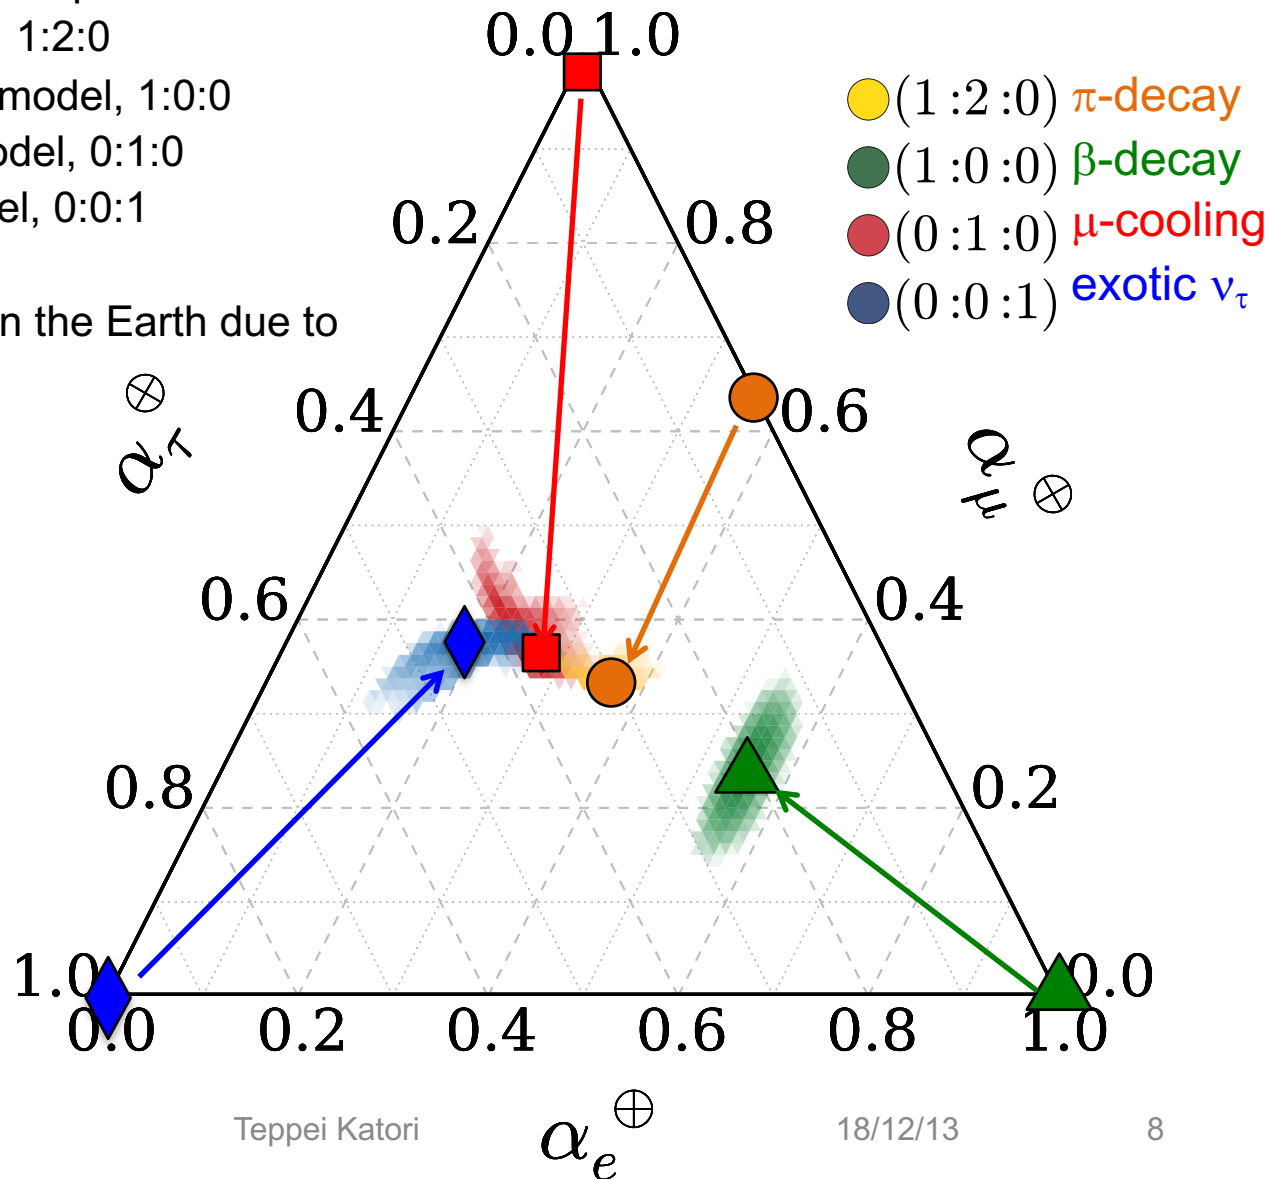 1:2:0
model, 1:0:0
odel, 0:1:0
el, 0:0:1
n the Earth due to
0.0 1.0
0.2 0.8
0.4 0.6
0.6 0.4
0.8 0.2
1.0 0.0
0.0 0.2 0.4 0.6 0.8 1.0
α_τ^⊗
α_μ^⊗
α_e^⊕
(1:2:0) π-decay
(1:0:0) β-decay
(0:1:0) μ-cooling
(0:0:1) exotic ν_τ
Teppei Katori 18/12/13 8